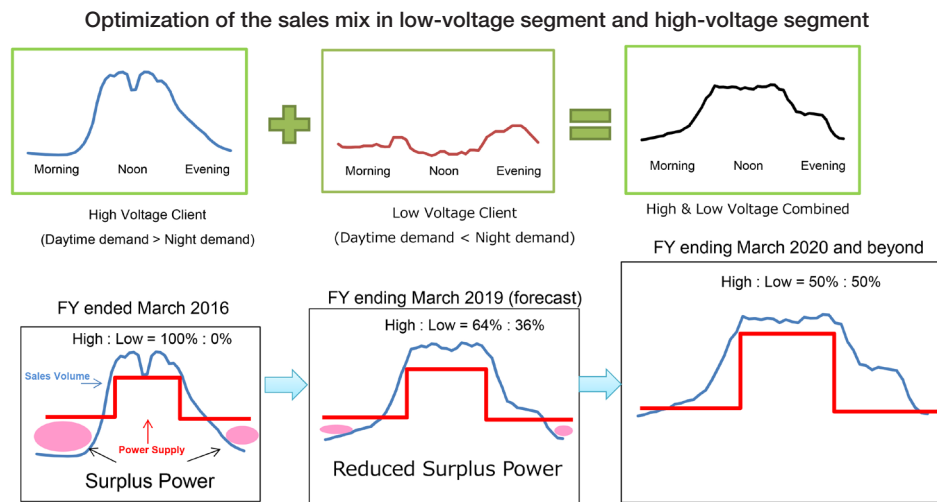 Optimization of the sales mix in low-voltage segment and high-voltage segment
Morning Noon Evening
High Voltage Client
(Daytime demand > Night demand)
Morning Noon Evening
Low Voltage Client
(Daytime demand < Night demand)
Morning Noon Evening
High & Low Voltage Combined
FY ended March 2016
High : Low = 100% : 0%
Sales Volume
Power Supply
Surplus Power
FY ending March 2019 (forecast)
High : Low = 64% : 36%
Reduced Surplus Power
FY ending March 2020 and beyond
High : Low = 50% : 50%